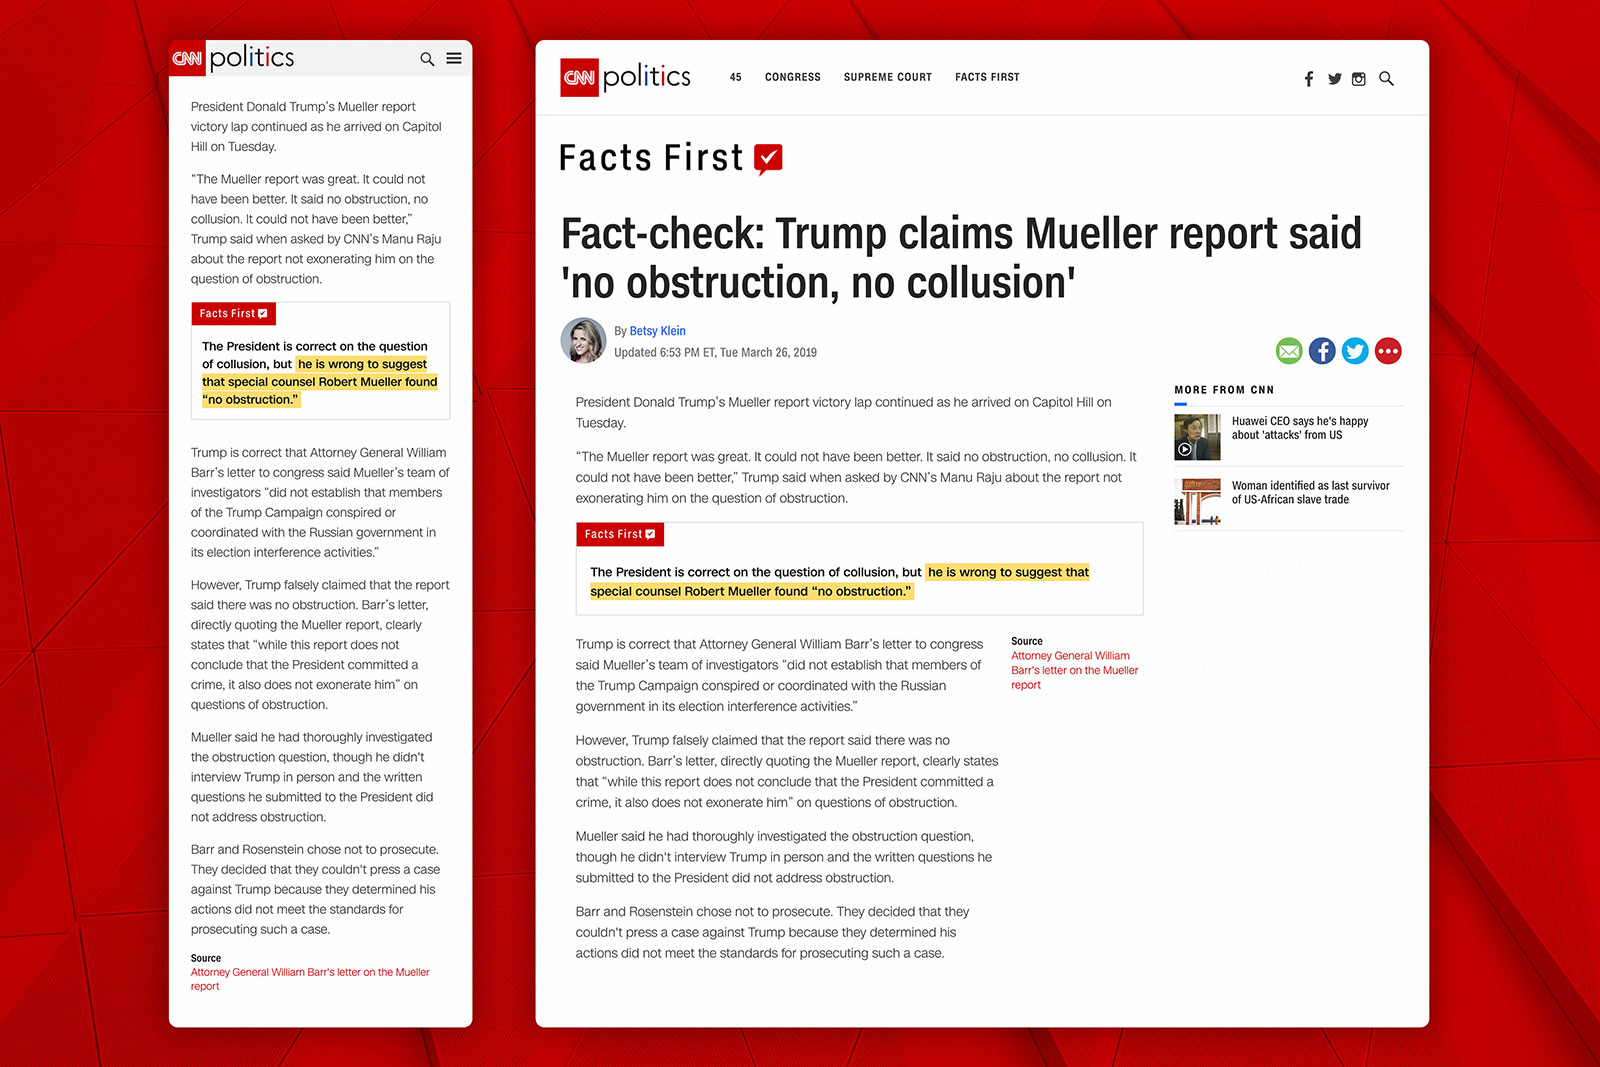 CNN politics
President Donald Trump's Mueller report
victory lap continued as he arrived on Capitol
Hill on Tuesday.
“The Mueller report was great. It could not
have been better. It said no obstruction, no
collusion. It could not have been better,”
Trump said when asked by CNN's Manu Raju
about the report not exonerating him on the
question of obstruction.
Facts First
The President is correct on the question
of collusion, but he is wrong to suggest
that special counsel Robert Mueller found
“no obstruction.”
Trump is correct that Attorney General William
Barr's letter to congress said Mueller's team of
investigators “did not establish that members
of the Trump Campaign conspired or
coordinated with the Russian government in
its election interference activities.”
However, Trump falsely claimed that the report
said there was no obstruction. Barr's letter,
directly quoting the Mueller report, clearly
states that “while this report does not
conclude that the President committed a
crime, it also does not exonerate him” on
questions of obstruction.
Mueller said he had thoroughly investigated
the obstruction question, though he didn't
interview Trump in person and the written
questions he submitted to the President did
not address obstruction.
Barr and Rosenstein chose not to prosecute.
They decided that they couldn't press a case
against Trump because they determined his
actions did not meet the standards for
prosecuting such a case.
Source
Attorney General William Barr's letter on the Mueller
report
CNN politics 45 CONGRESS SUPREME COURT FACTS FIRST
Facts First
Fact-check: Trump claims Mueller report said
'no obstruction, no collusion'
By Betsy Klein
Updated 6:53 PM ET, Tue March 26, 2019
President Donald Trump's Mueller report victory lap continued as he arrived on Capitol Hill on
Tuesday.
“The Mueller report was great. It could not have been better. It said no obstruction, no collusion. It
could not have been better,” Trump said when asked by CNN's Manu Raju about the report not
exonerating him on the question of obstruction.
Facts First
The President is correct on the question of collusion, but he is wrong to suggest that
special counsel Robert Mueller found “no obstruction.”
Trump is correct that Attorney General William Barr's letter to congress
said Mueller's team of investigators “did not establish that members of
the Trump Campaign conspired or coordinated with the Russian
government in its election interference activities.”
However, Trump falsely claimed that the report said there was no
obstruction. Barr's letter, directly quoting the Mueller report, clearly states
that “while this report does not conclude that the President committed a
crime, it also does not exonerate him” on questions of obstruction.
Mueller said he had thoroughly investigated the obstruction question,
though he didn't interview Trump in person and the written questions he
submitted to the President did not address obstruction.
Barr and Rosenstein chose not to prosecute. They decided that they
couldn't press a case against Trump because they determined his
actions did not meet the standards for prosecuting such a case.
Source
Attorney General William
Barr's letter on the Mueller
report
MORE FROM CNN
Huawei CEO says he's happy
about 'attacks' from US
Woman identified as last survivor
of US-African slave trade